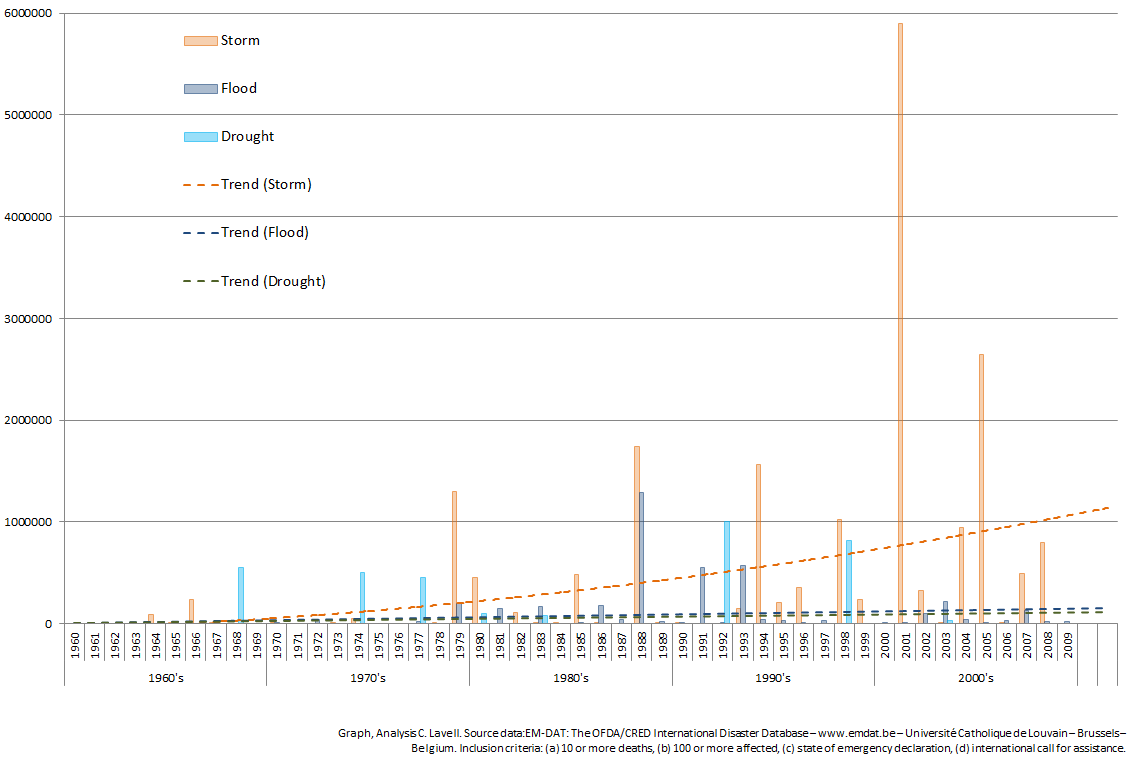 6000000
5000000
4000000
3000000
2000000
1000000
0
Storm
Flood
Drought
Trend (Storm)
Trend (Flood)
Trend (Drought)
1960 1961 1962 1963 1964 1965 1966 1967 1968 1969 1970 1971 1972 1973 1974 1975 1976 1977 1978 1979 1980 1981 1982 1983 1984 1985 1986 1987 1988 1989 1990 1991 1992 1993 1994 1995 1996 1997 1998 1999 2000 2001 2002 2003 2004 2005 2006 2007 2008 2009
1960's 1970's 1980's 1990's 2000's
Graph, Analysis C. Lavell. Source data:EM-DAT: The OFDA/CRED International Disaster Database – www.emdat.be – Université Catholique de Louvain – Brussels–
Belgium. Inclusion criteria: (a) 10 or more deaths, (b) 100 or more affected, (c) state of emergency declaration, (d) international call for assistance.